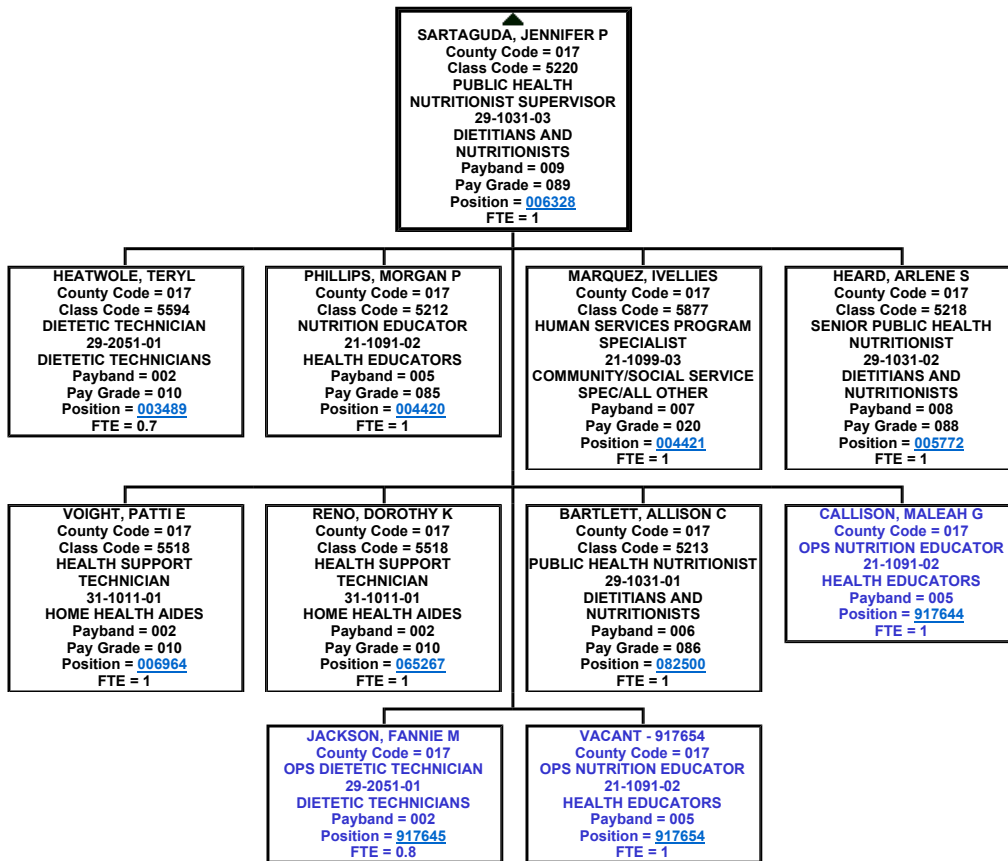 SARTAGUDA, JENNIFER P
County Code = 017
Class Code = 5220
PUBLIC HEALTH
NUTRITIONIST SUPERVISOR
29-1031-03
DIETITIANS AND
NUTRITIONISTS
Payband = 009
Pay Grade = 089
Position = 006328
FTE = 1
HEATWOLE, TERYL
County Code = 017
Class Code = 5594
DIETETIC TECHNICIAN
29-2051-01
DIETETIC TECHNICIANS
Payband = 002
Pay Grade = 010
Position = 003489
FTE = 0.7
PHILLIPS, MORGAN P
County Code = 017
Class Code = 5212
NUTRITION EDUCATOR
21-1091-02
HEALTH EDUCATORS
Payband = 005
Pay Grade = 085
Position = 004420
FTE = 1
MARQUEZ, IVELLIES
County Code = 017
Class Code = 5877
HUMAN SERVICES PROGRAM
SPECIALIST
21-1099-03
COMMUNITY/SOCIAL SERVICE
SPEC/ALL OTHER
Payband = 007
Pay Grade = 020
Position = 004421
FTE = 1
HEARD, ARLENE S
County Code = 017
Class Code = 5218
SENIOR PUBLIC HEALTH
NUTRITIONIST
29-1031-02
DIETITIANS AND
NUTRITIONISTS
Payband = 008
Pay Grade = 088
Position = 005772
FTE = 1
VOIGHT, PATTI E
County Code = 017
Class Code = 5518
HEALTH SUPPORT
TECHNICIAN
31-1011-01
HOME HEALTH AIDES
Payband = 002
Pay Grade = 010
Position = 006964
FTE = 1
RENO, DOROTHY K
County Code = 017
Class Code = 5518
HEALTH SUPPORT
TECHNICIAN
31-1011-01
HOME HEALTH AIDES
Payband = 002
Pay Grade = 010
Position = 065267
FTE = 1
BARTLETT, ALLISON C
County Code = 017
Class Code = 5213
PUBLIC HEALTH NUTRITIONIST
29-1031-01
DIETITIANS AND
NUTRITIONISTS
Payband = 006
Pay Grade = 086
Position = 082500
FTE = 1
CALLISON, MALEAH G
County Code = 017
OPS NUTRITION EDUCATOR
21-1091-02
HEALTH EDUCATORS
Payband = 005
Position = 917644
FTE = 1
JACKSON, FANNIE M
County Code = 017
OPS DIETETIC TECHNICIAN
29-2051-01
DIETETIC TECHNICIANS
Payband = 002
Position = 917645
FTE = 0.8
VACANT - 917654
County Code = 017
OPS NUTRITION EDUCATOR
21-1091-02
HEALTH EDUCATORS
Payband = 005
Position = 917654
FTE = 1